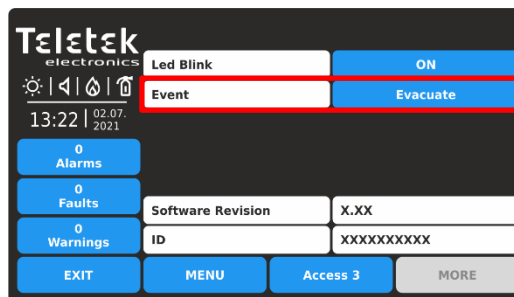 Teletek
electronics
13:22 02.07.
2021
0
Alarms
0
Faults
0
Warnings
Led Blink ON
Event Evacuate
Software Revision X.XX
ID XXXXXXXXXX
EXIT MENU Access 3 MORE